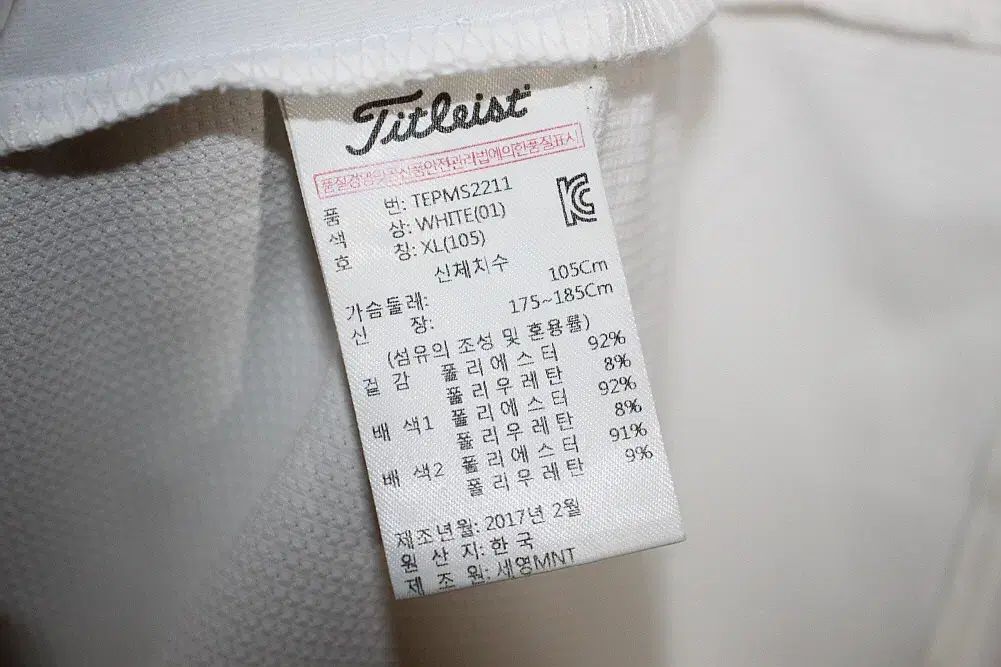 Titleist
품질경영및공산품안전관리법에의한품질표시
품 번: TEPMS2211
색 상: WHITE(01)
호 칭: XL(105)
신체치수
가슴둘레: 105Cm
신 장: 175~185Cm
(섬유의 조성 및 혼용률)
겉 감 폴리에스터 92%
폴리우레탄 8%
배 색1 폴리에스터 92%
폴리우레탄 8%
배 색2 폴리에스터 91%
폴리우레탄 9%
제조년월: 2017년 2월
원 산 지: 한국
제 조 원: 세영MNT